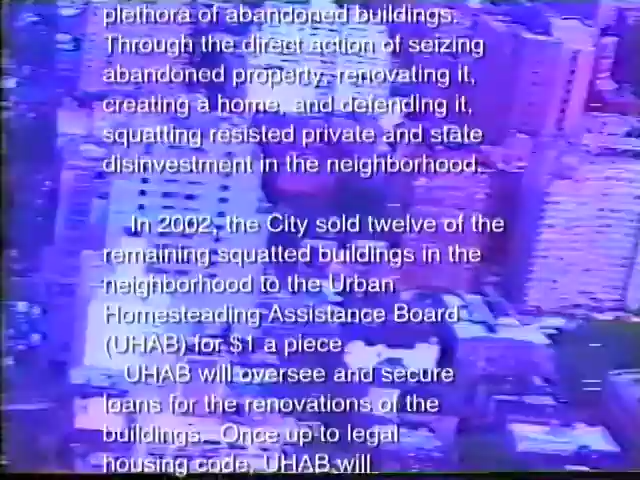 plethora of abandoned buildings.
Through the direct action of seizing
abandoned property, renovating it,
creating a home, and defending it,
squatting resisted private and state
disinvestment in the neighborhood.
In 2002, the City sold twelve of the
remaining squatted buildings in the
neighborhood to the Urban
Homesteading Assistance Board
(UHAB) for $1 a piece.
UHAB will oversee and secure
loans for the renovations of the
buildings. Once up to legal
housing code, UHAB will